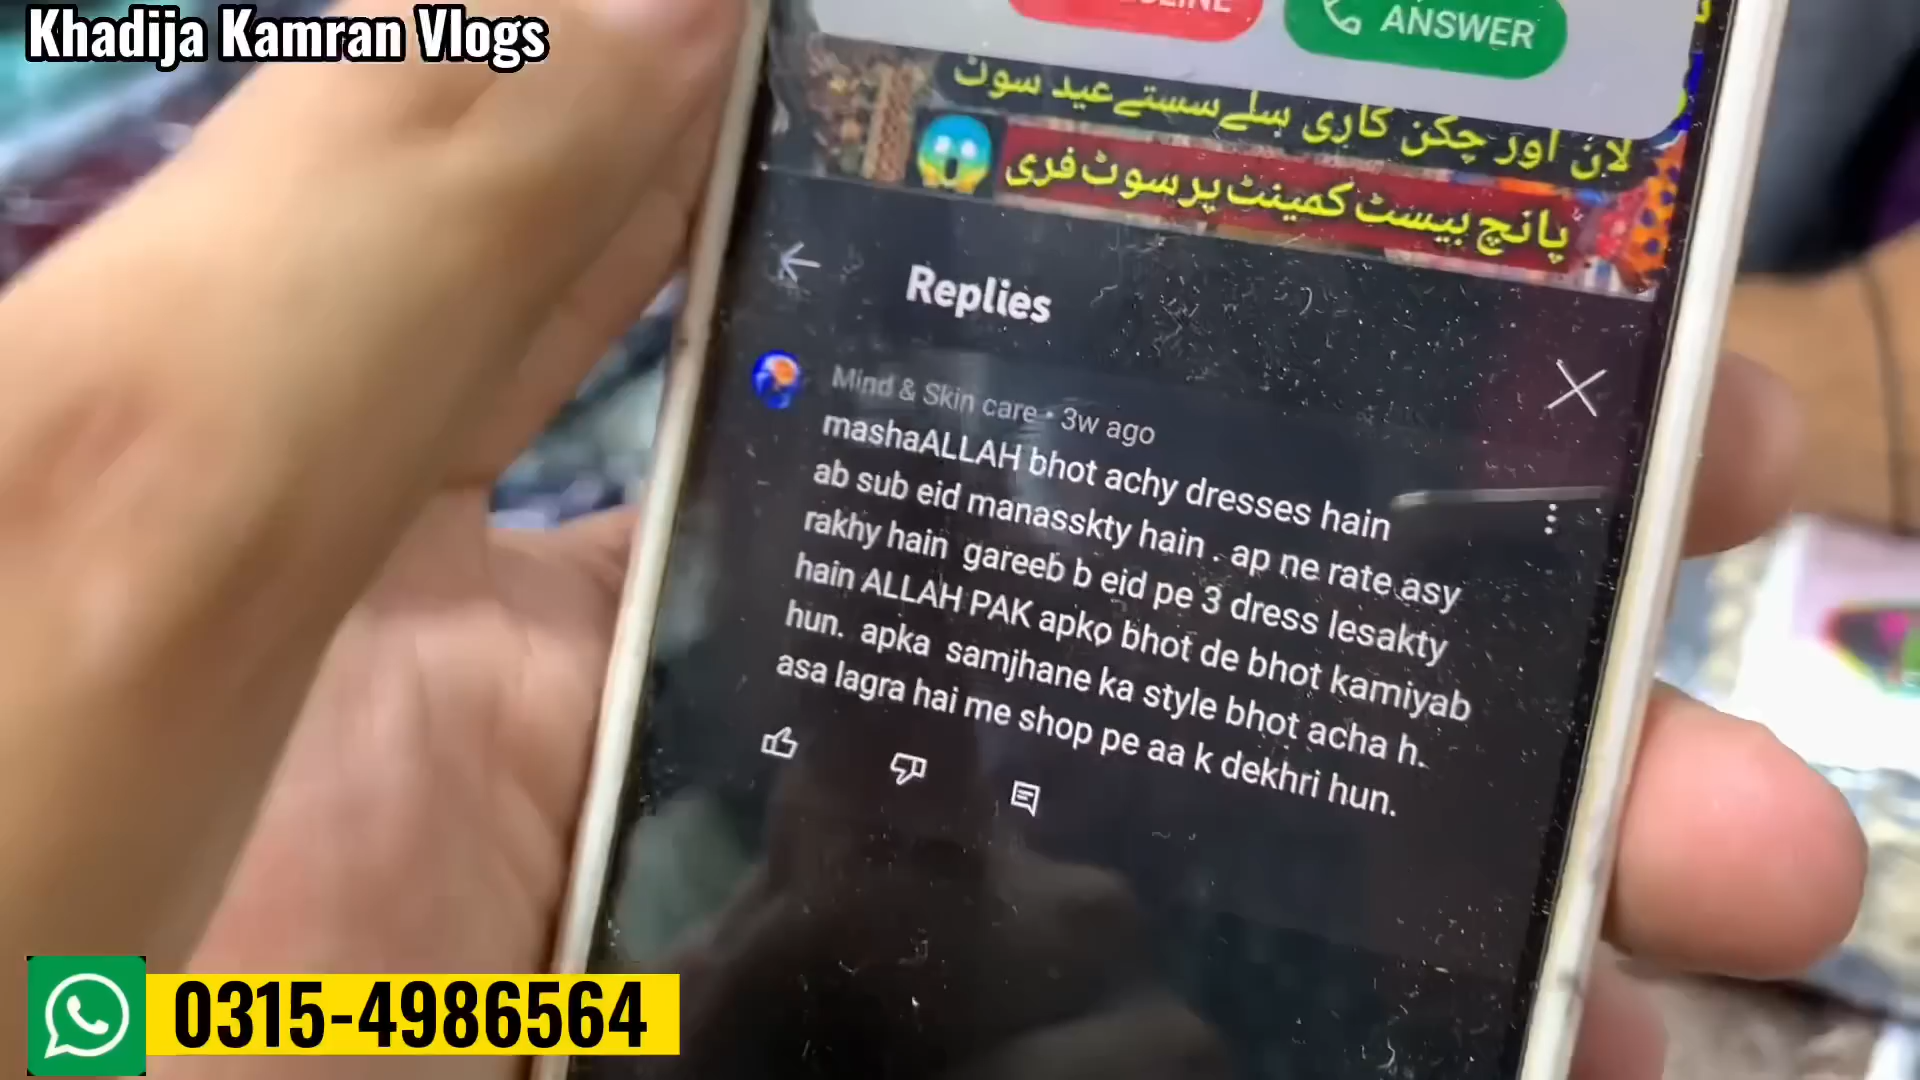 Khadija Kamran Vlogs
ANSWER
لان اور چکن کاری سلے سستے عید سوٹ
پانچ بیسٹ کمینٹ پر سوٹ فری
Replies
Mind & Skin care • 3w ago
mashaALLAH bhot achy dresses hain
ab sub eid manasskty hain . ap ne rate asy
rakhy hain gareeb b eid pe 3 dress lesakty
hain ALLAH PAK apko bhot de bhot kamiyab
hun. apka samjhane ka style bhot acha h.
asa lagra hai me shop pe aa k dekhri hun.
0315-4986564